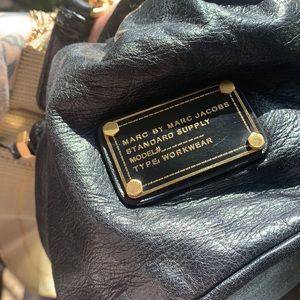 MARC BY MARC JACOBS
STANDARD SUPPLY
MODEL#
TYPE: WORKWEAR